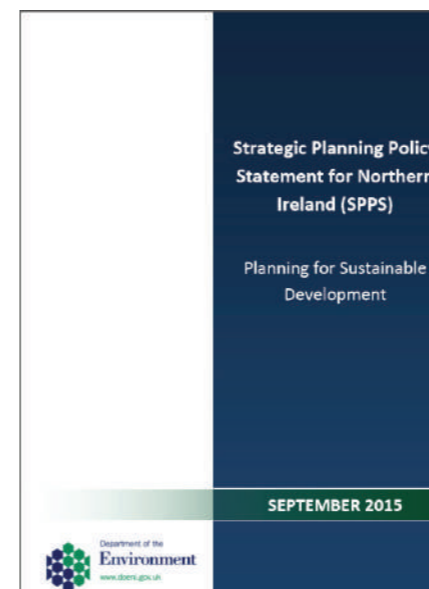 Strategic Planning Policy
Statement for Northern
Ireland (SPPS)
Planning for Sustainable
Development
SEPTEMBER 2015
Department of the
Environment
www.doeni.gov.uk